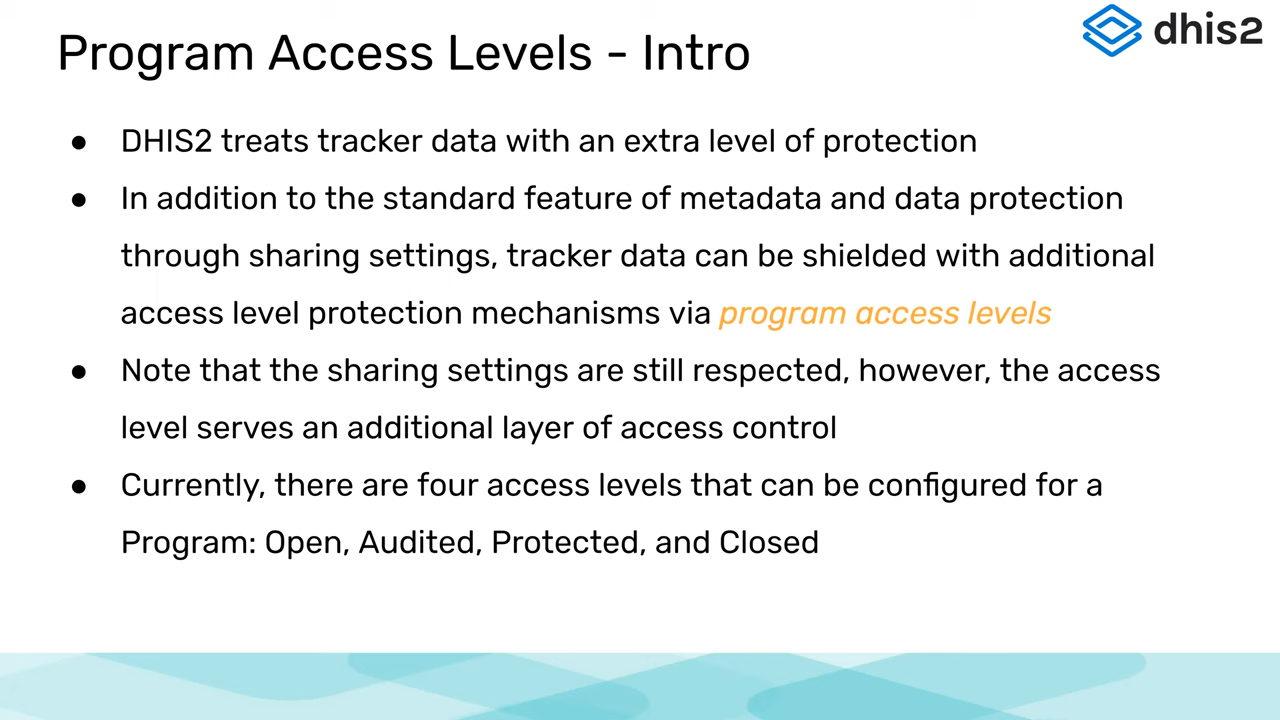 dhis2
Program Access Levels - Intro
● DHIS2 treats tracker data with an extra level of protection
● In addition to the standard feature of metadata and data protection
through sharing settings, tracker data can be shielded with additional
access level protection mechanisms via program access levels
● Note that the sharing settings are still respected, however, the access
level serves an additional layer of access control
● Currently, there are four access levels that can be configured for a
Program: Open, Audited, Protected, and Closed